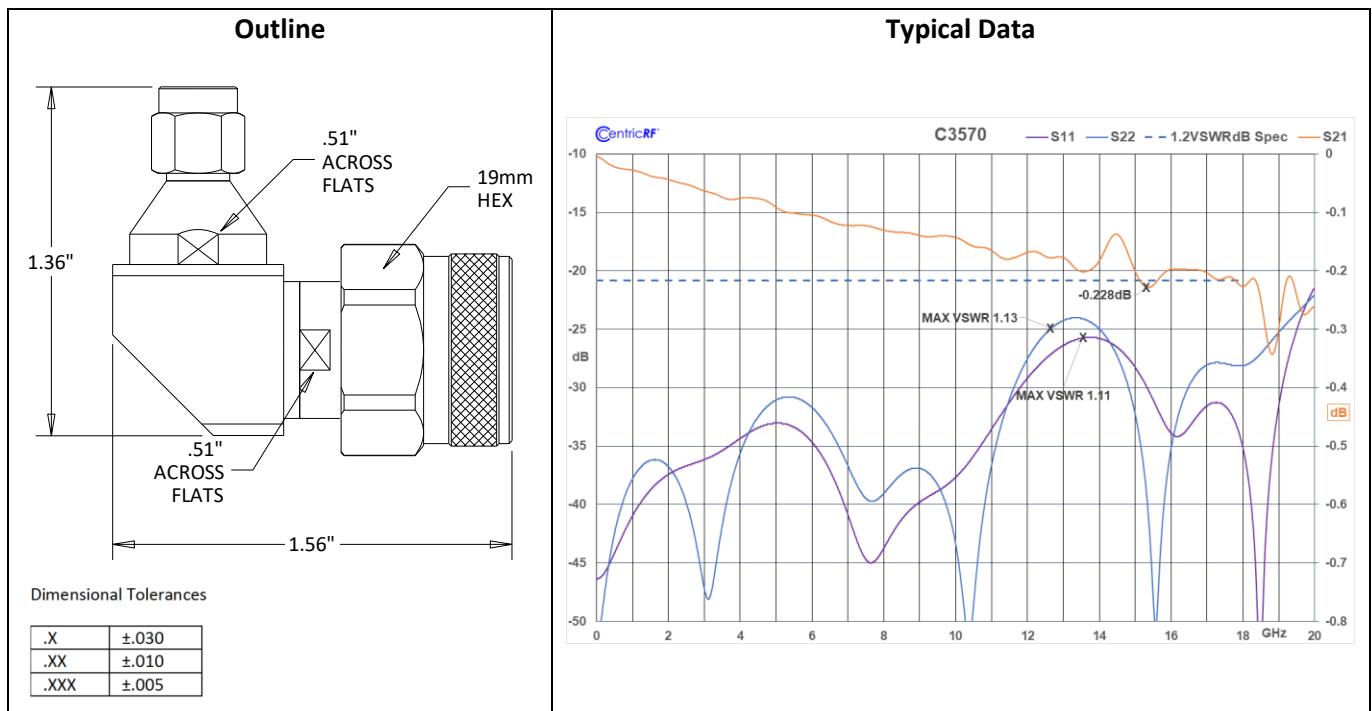 Outline
.51"
ACROSS
FLATS
19mm
HEX
1.36"
.51"
ACROSS
FLATS
1.56"
Dimensional Tolerances
.X ±.030
.XX ±.010
.XXX ±.005
Typical Data
CentricRF™ C3570 S11 S22 1.2VSWRdB Spec S21
-10 0
-15 -0.1
-20 -0.2
-0.228dB
MAX VSWR 1.13
-25 -0.3
dB
MAX VSWR 1.11
-30 -0.4
dB
-35 -0.5
-40 -0.6
-45 -0.7
-50 -0.8
0 2 4 6 8 10 12 14 16 18 GHz 20